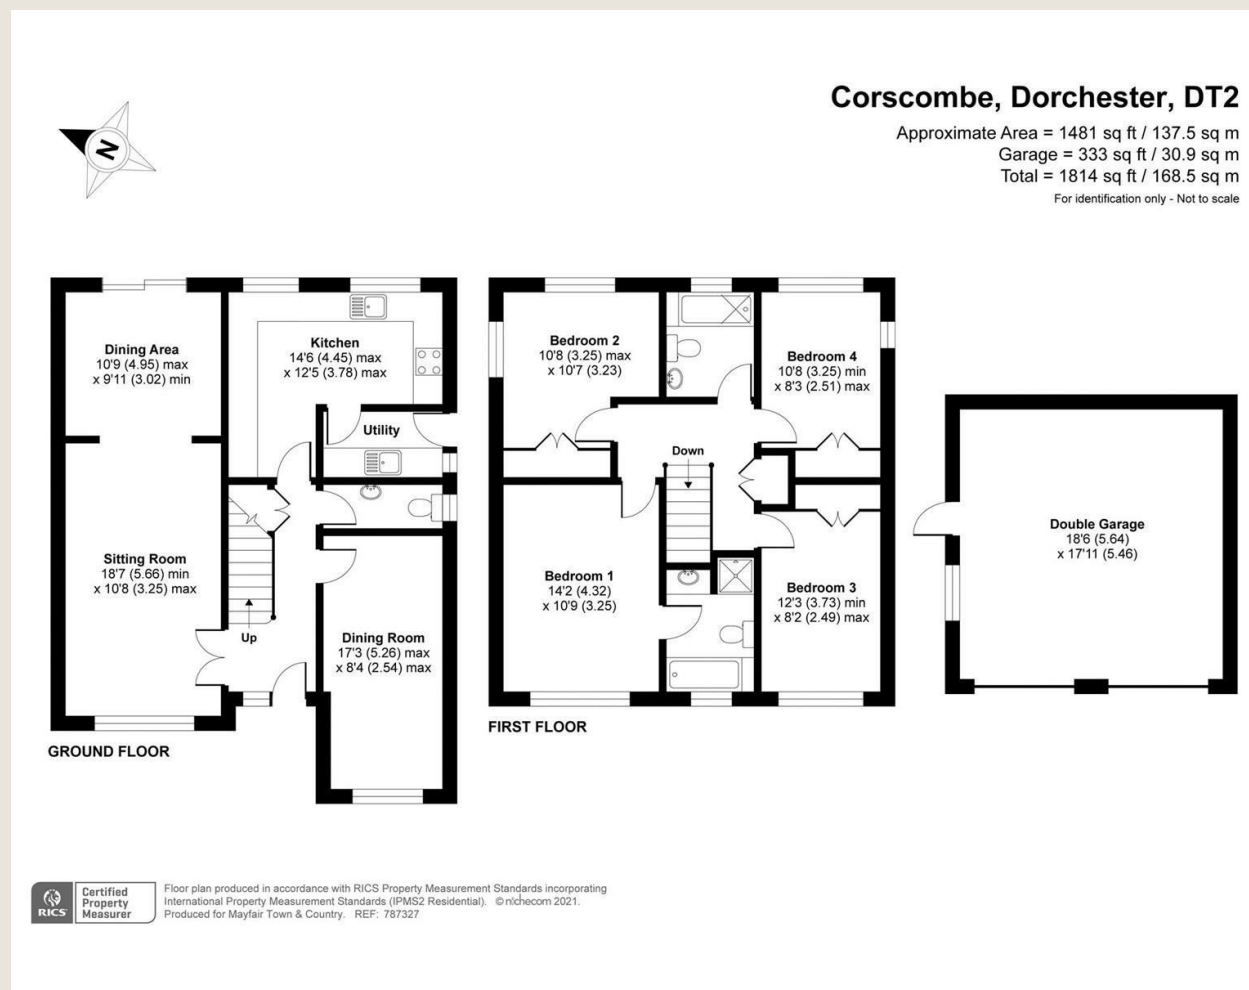 Corscombe, Dorchester, DT2
Approximate Area = 1481 sq ft / 137.5 sq m
Garage = 333 sq ft / 30.9 sq m
Total = 1814 sq ft / 168.5 sq m
For identification only - Not to scale
N
Dining Area
10'9 (4.95) max
x 9'11 (3.02) min
Kitchen
14'6 (4.45) max
x 12'5 (3.78) max
Utility
Sitting Room
18'7 (5.66) min
x 10'8 (3.25) max
Up
Dining Room
17'3 (5.26) max
x 8'4 (2.54) max
GROUND FLOOR
Bedroom 2
10'8 (3.25) max
x 10'7 (3.23)
Bedroom 4
10'8 (3.25) min
x 8'3 (2.51) max
Down
Bedroom 1
14'2 (4.32)
x 10'9 (3.25)
Bedroom 3
12'3 (3.73) min
x 8'2 (2.49) max
FIRST FLOOR
Double Garage
18'6 (5.64)
x 17'11 (5.46)
RICS
Certified
Property
Measurer
Floor plan produced in accordance with RICS Property Measurement Standards incorporating
International Property Measurement Standards (IPMS2 Residential). © nichecom 2021.
Produced for Mayfair Town & Country. REF: 787327